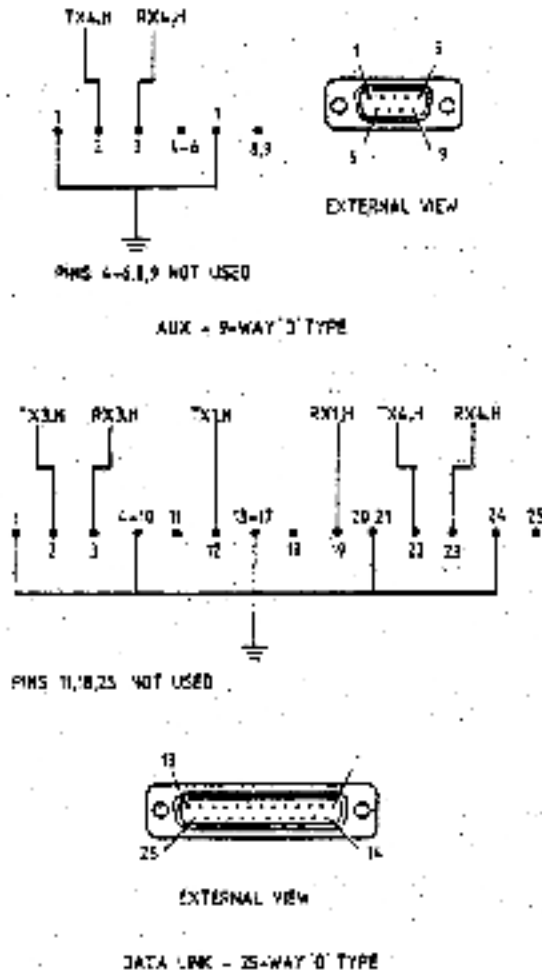 TX4,H RX4,H
1 2 3 4-6 7 8,9
1 5
6 9
EXTERNAL VIEW
PINS 4-6,8,9 NOT USED
AUX - 9-WAY 'D' TYPE
TX3,H RX3,H TX1,H RX1,H TX4,H RX4,H
1 2 3 4-10 11 12 13-17 18 19 20,21 22 23 24 25
PINS 11,18,25 NOT USED
13
25 14
EXTERNAL VIEW
DATA LINK - 25-WAY 'D' TYPE